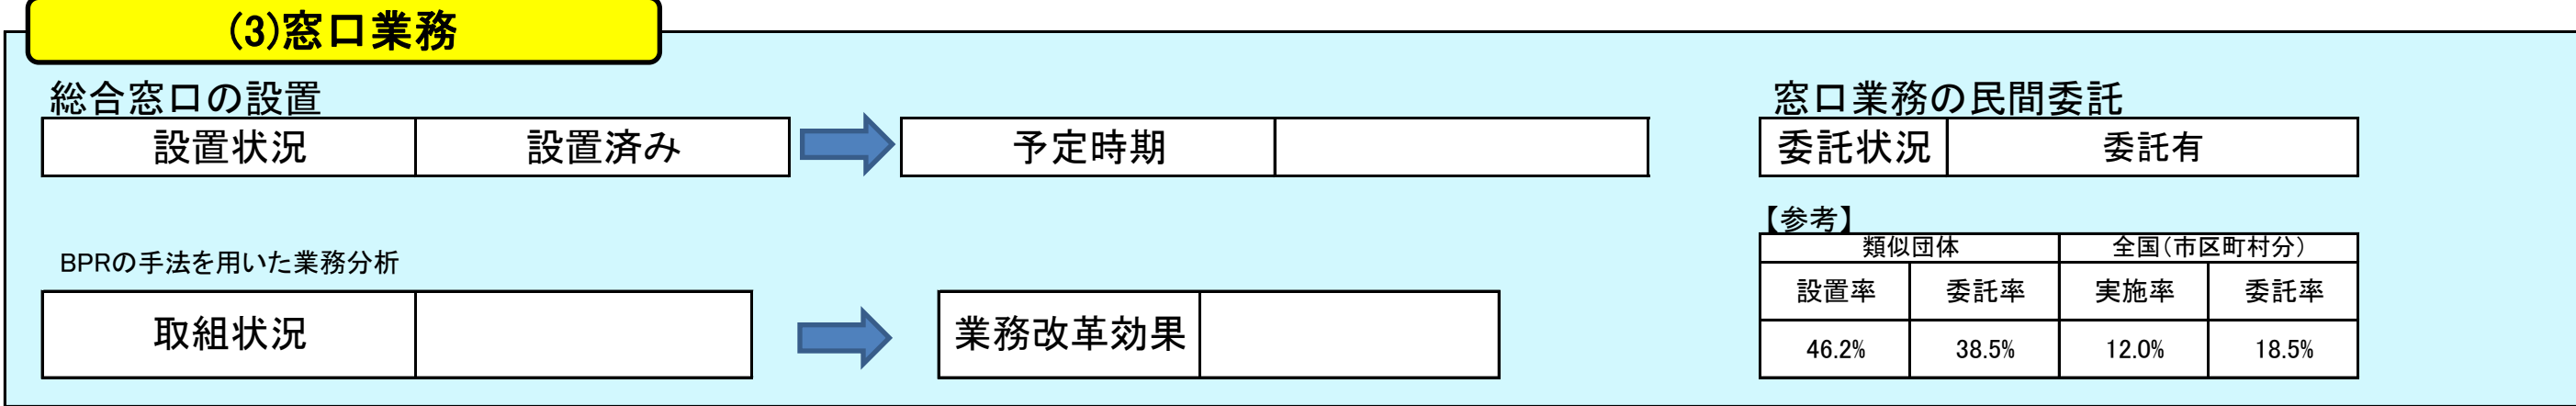 (3)窓口業務
総合窓口の設置
設置状況 設置済み 予定時期
窓口業務の民間委託
委託状況 委託有
【参考】
類似団体 全国(市区町村分)
設置率 委託率 実施率 委託率
46.2% 38.5% 12.0% 18.5%
BPRの手法を用いた業務分析
取組状況 業務改革効果